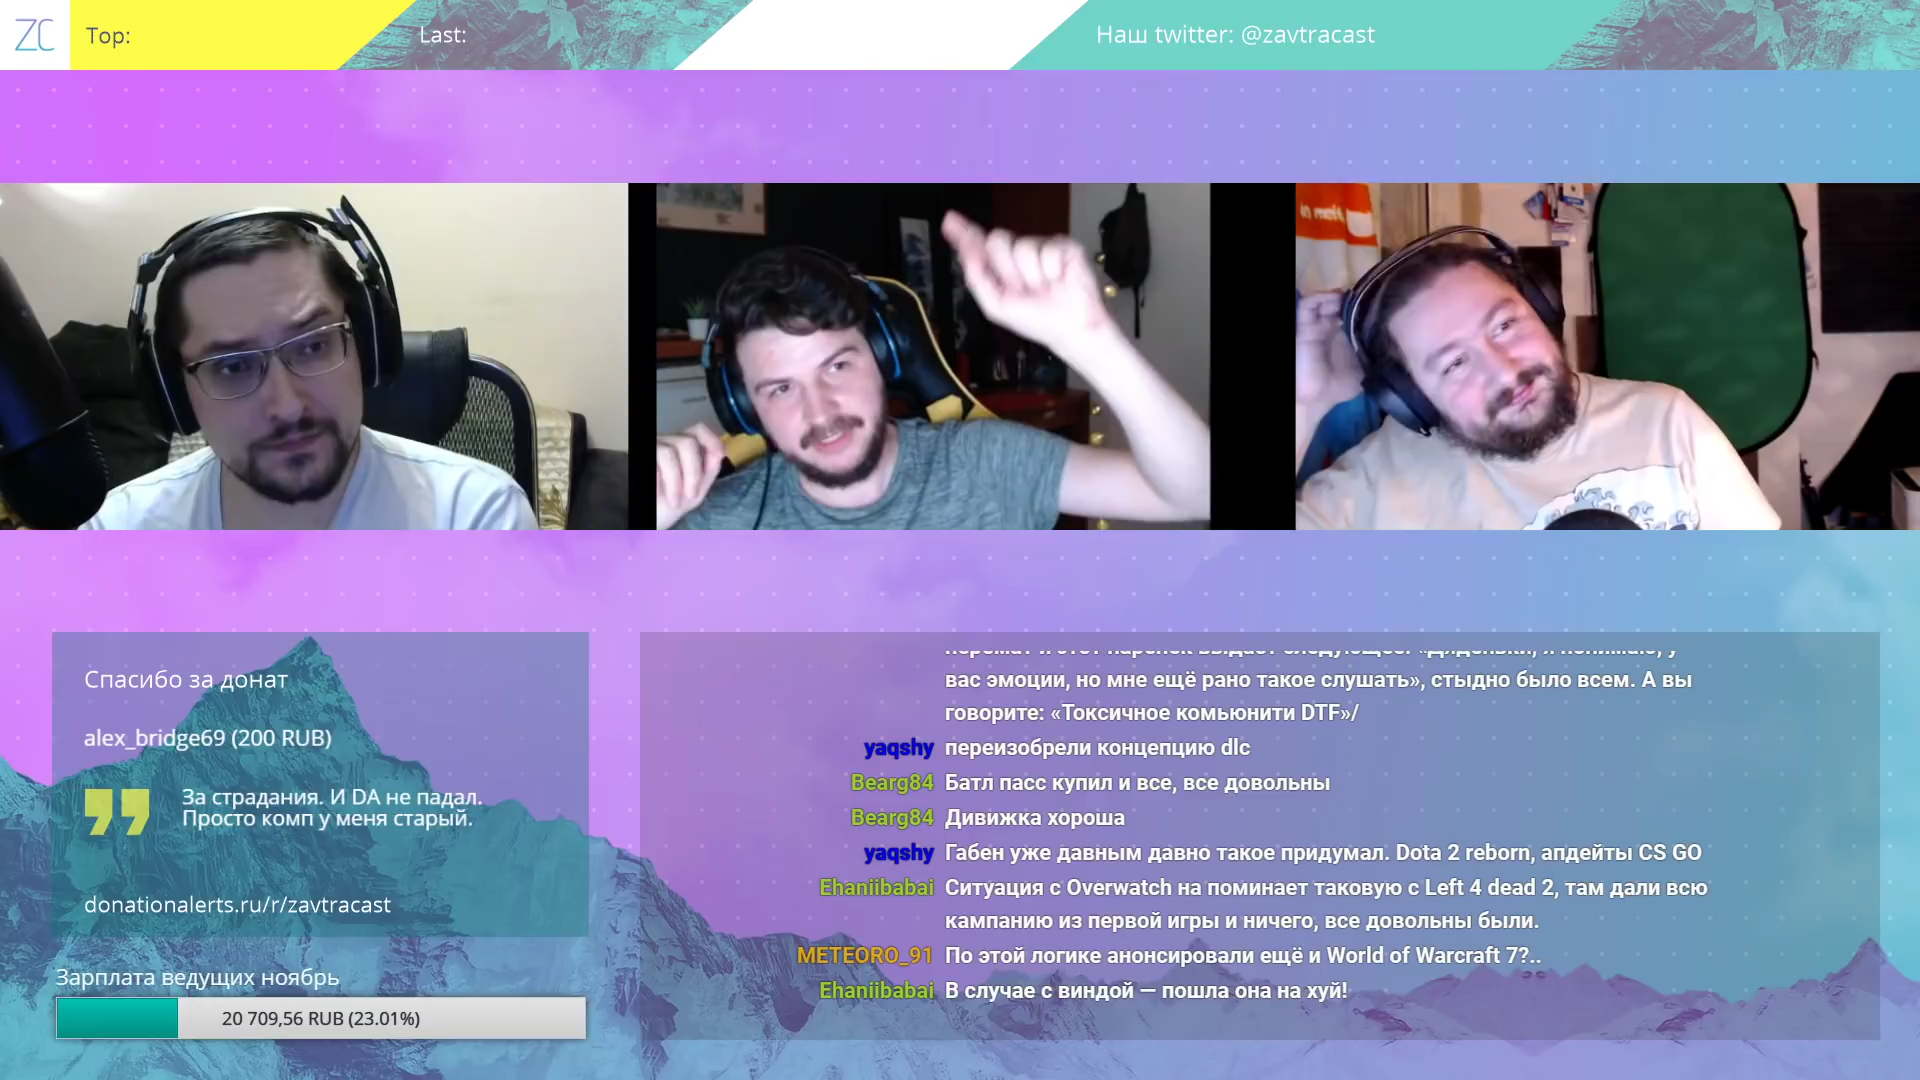 ZC
Top:
Last:
Наш twitter: @zavtracast
Спасибо за донат
alex_bridge69 (200 RUB)
За страдания. И DA не падал.
Просто комп у меня старый.
donationalerts.ru/r/zavtracast
Зарплата ведущих ноябрь
20 709,56 RUB (23.01%)
вас эмоции, но мне ещё рано такое слушать», стыдно было всем. А вы
говорите: «Токсичное комьюнити DTF»/
yaqshy переизобрели концепцию dlc
Bearg84 Батл пасс купил и все, все довольны
Bearg84 Дивижка хороша
yaqshy Габен уже давным давно такое придумал. Dota 2 reborn, апдейты CS GO
Ehaniibabai Ситуация с Overwatch на поминает таковую с Left 4 dead 2, там дали всю
кампанию из первой игры и ничего, все довольны были.
METEORO_91 По этой логике анонсировали ещё и World of Warcraft 7?..
Ehaniibabai В случае с виндой — пошла она на хуй!